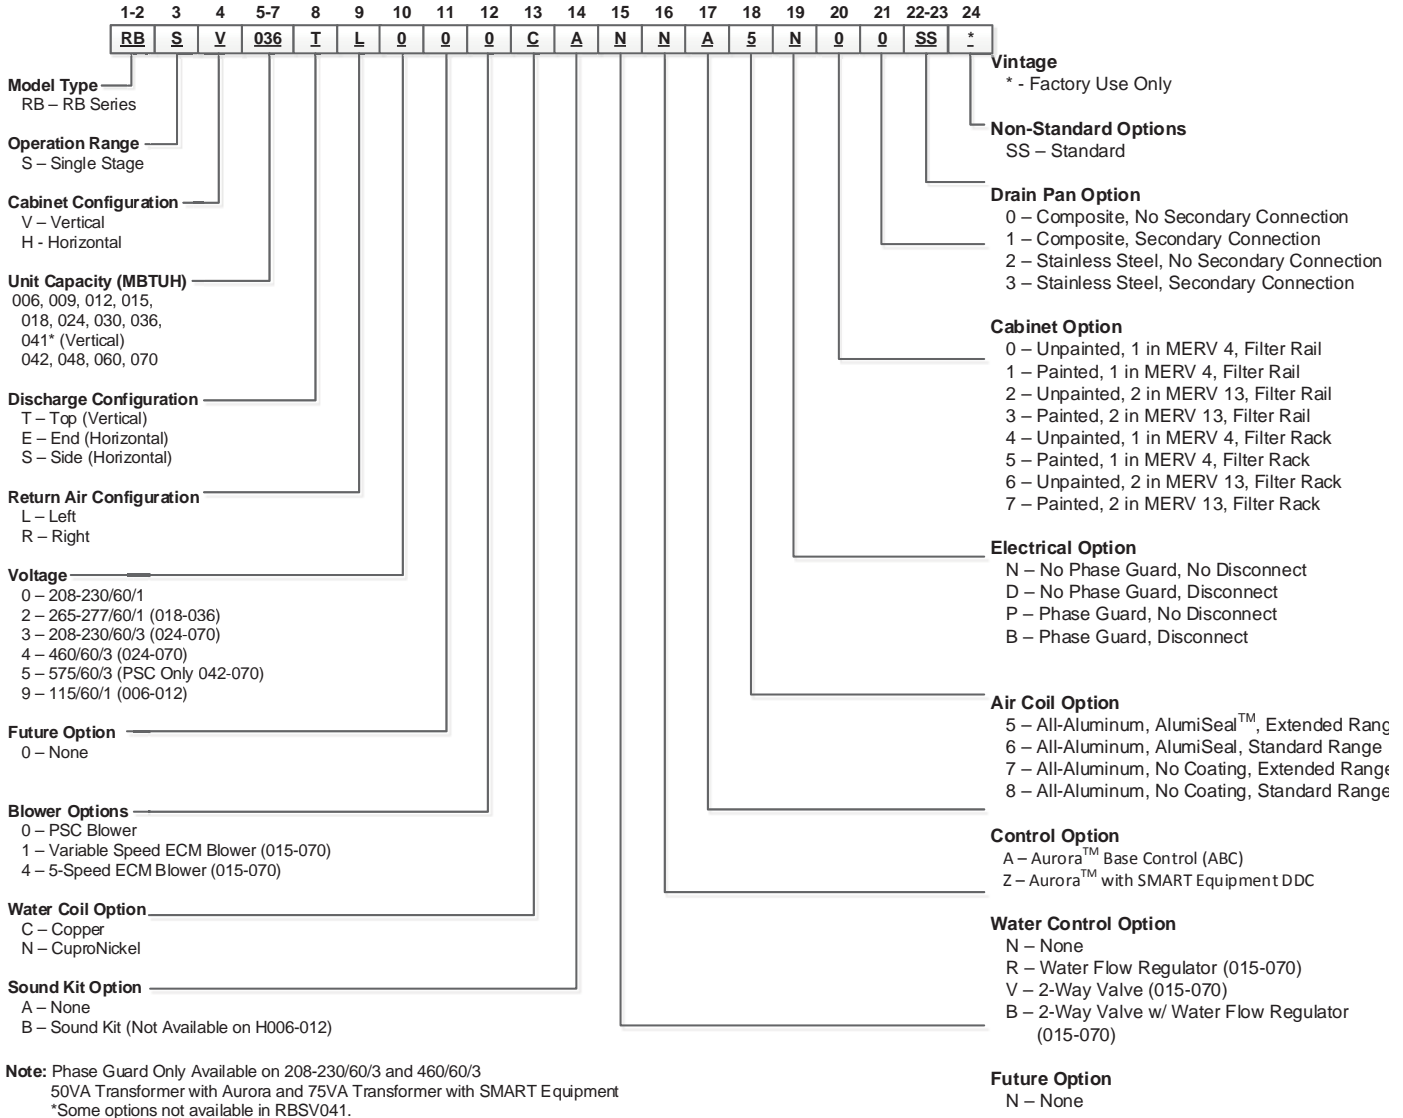 1-2 3 4 5-7 8 9 10 11 12 13 14 15 16 17 18 19 20 21 22-23 24
RB S V 036 T L 0 0 0 C A N N A 5 N 0 0 SS *
Model Type
RB – RB Series
Operation Range
S – Single Stage
Cabinet Configuration
V – Vertical
H - Horizontal
Unit Capacity (MBTUH)
006, 009, 012, 015,
018, 024, 030, 036,
041* (Vertical)
042, 048, 060, 070
Discharge Configuration
T – Top (Vertical)
E – End (Horizontal)
S – Side (Horizontal)
Return Air Configuration
L – Left
R – Right
Voltage
0 – 208-230/60/1
2 – 265-277/60/1 (018-036)
3 – 208-230/60/3 (024-070)
4 – 460/60/3 (024-070)
5 – 575/60/3 (PSC Only 042-070)
9 – 115/60/1 (006-012)
Future Option
0 – None
Blower Options
0 – PSC Blower
1 – Variable Speed ECM Blower (015-070)
4 – 5-Speed ECM Blower (015-070)
Water Coil Option
C – Copper
N – CuproNickel
Sound Kit Option
A – None
B – Sound Kit (Not Available on H006-012)
Note: Phase Guard Only Available on 208-230/60/3 and 460/60/3
50VA Transformer with Aurora and 75VA Transformer with SMART Equipment
*Some options not available in RBSV041.
Vintage
* - Factory Use Only
Non-Standard Options
SS – Standard
Drain Pan Option
0 – Composite, No Secondary Connection
1 – Composite, Secondary Connection
2 – Stainless Steel, No Secondary Connection
3 – Stainless Steel, Secondary Connection
Cabinet Option
0 – Unpainted, 1 in MERV 4, Filter Rail
1 – Painted, 1 in MERV 4, Filter Rail
2 – Unpainted, 2 in MERV 13, Filter Rail
3 – Painted, 2 in MERV 13, Filter Rail
4 – Unpainted, 1 in MERV 4, Filter Rack
5 – Painted, 1 in MERV 4, Filter Rack
6 – Unpainted, 2 in MERV 13, Filter Rack
7 – Painted, 2 in MERV 13, Filter Rack
Electrical Option
N – No Phase Guard, No Disconnect
D – No Phase Guard, Disconnect
P – Phase Guard, No Disconnect
B – Phase Guard, Disconnect
Air Coil Option
5 – All-Aluminum, AlumiSeal™, Extended Rang
6 – All-Aluminum, AlumiSeal, Standard Range
7 – All-Aluminum, No Coating, Extended Range
8 – All-Aluminum, No Coating, Standard Range
Control Option
A – Aurora™ Base Control (ABC)
Z – Aurora™ with SMART Equipment DDC
Water Control Option
N – None
R – Water Flow Regulator (015-070)
V – 2-Way Valve (015-070)
B – 2-Way Valve w/ Water Flow Regulator
(015-070)
Future Option
N – None